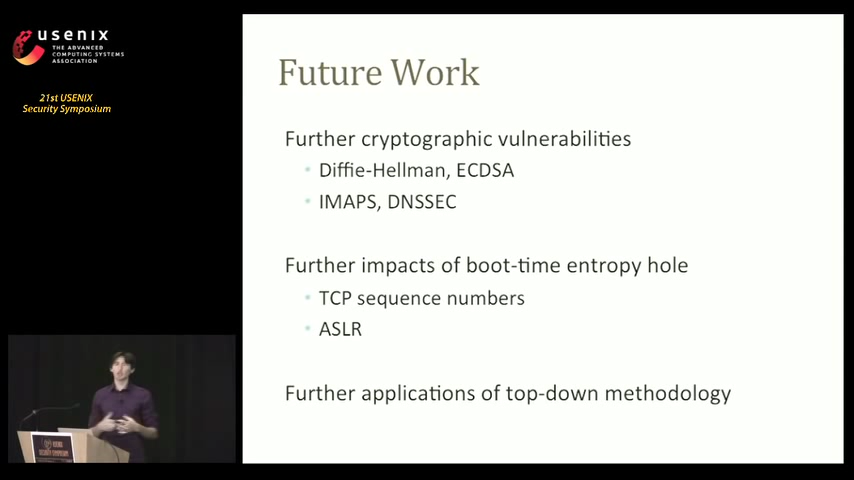 usenix
THE ADVANCED
COMPUTING SYSTEMS
ASSOCIATION
21st USENIX
Security Symposium
Future Work
Further cryptographic vulnerabilities
• Diffie-Hellman, ECDSA
• IMAPS, DNSSEC
Further impacts of boot-time entropy hole
• TCP sequence numbers
• ASLR
Further applications of top-down methodology